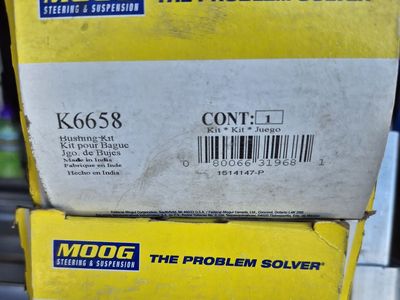 MOOG THE PROBLEM SOLVER
STEERING & SUSPENSION
K6658 CONT: 1
Bushing Kit Kit * Kit * Juego
Kit pour Bague
Jgo. de Bujes
Made in India
Fabrique en Inde
Hecho en India
0 80066 31968 1
1514147-P
MOOG THE PROBLEM SOLVER®
STEERING & SUSPENSION